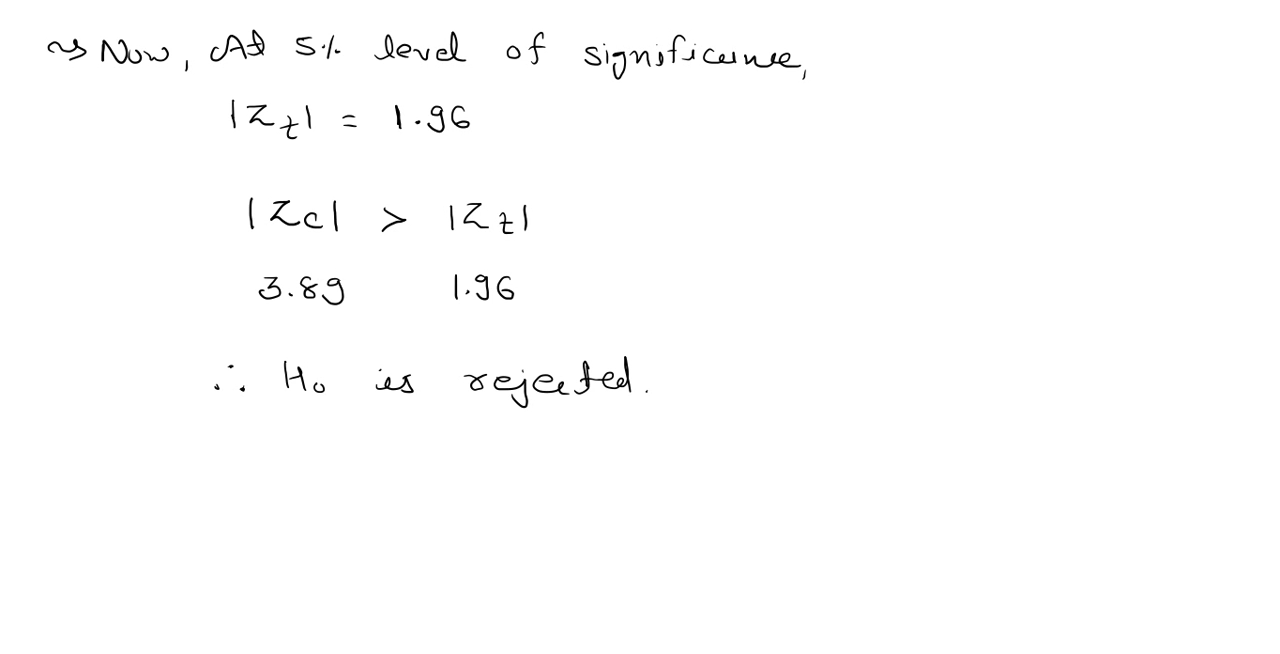 ~> Now, At 5% level of significance,
|Zt| = 1.96
|Zc| > |Zt|
3.89 1.96
∴ H₀ is rejected.